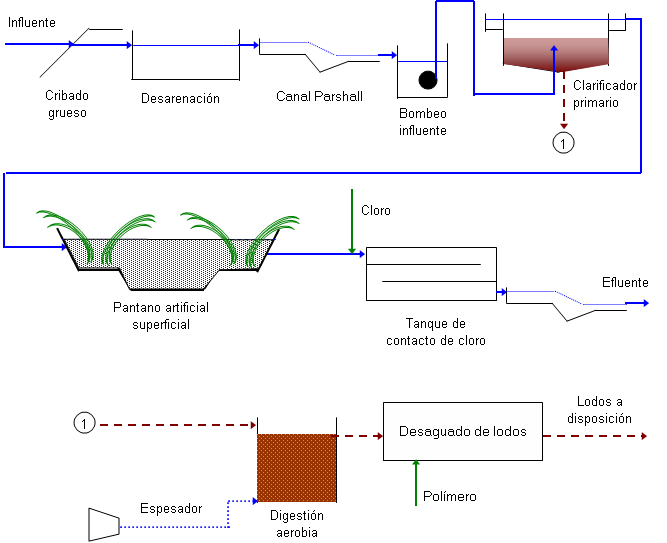 Influente
Cribado
grueso
Desarenación
Canal Parshall
Bombeo
influente
Clarificador
primario
1
Cloro
Pantano artificial
superficial
Tanque de
contacto de cloro
Efluente
1
Espesador
Digestión
aerobia
Desaguado de lodos
Polímero
Lodos a
disposición